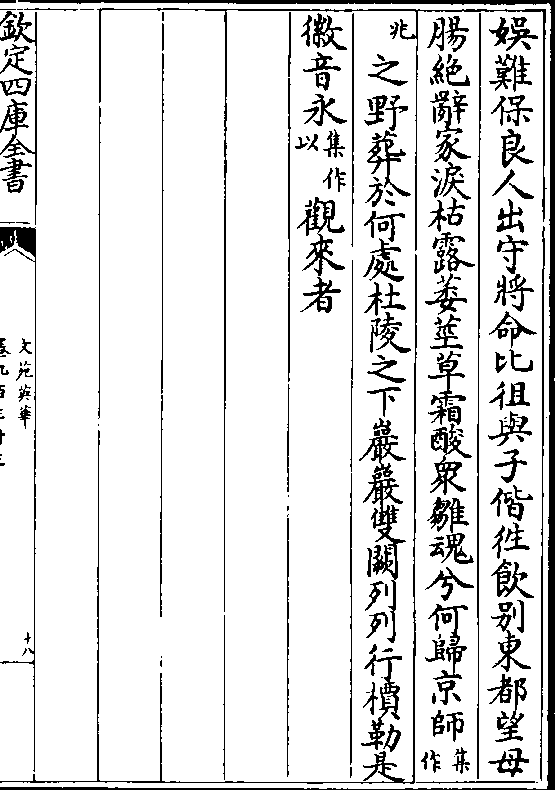 娯難保良人出守將命比徂與子偕徃飲别東都望母
腸絶辭家淚枯露萎莖草霜酸衆雛魂兮何歸京師集作
兆之野葬於何處杜陵之下巖巖雙闕列列行檟勒是
徽音永集作以觀來者
欽定四庫全書
文苑英華
卷九百三十三
十八